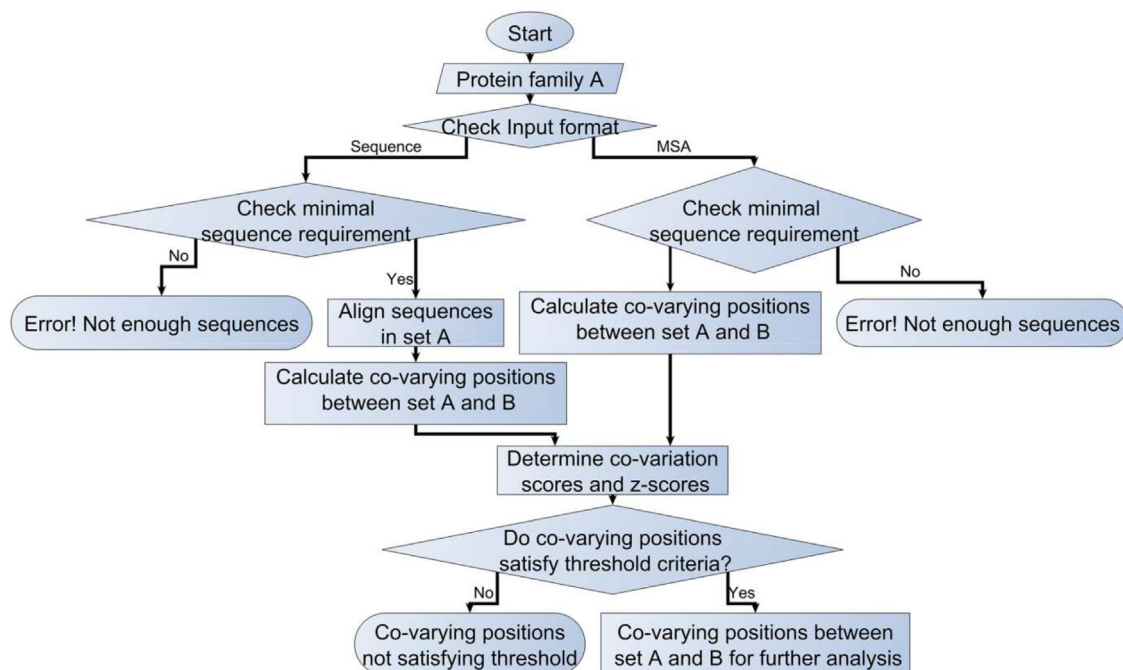 Start
Protein family A
Check Input format
Sequence
MSA
Check minimal
sequence requirement
Check minimal
sequence requirement
No
Yes
No
Error! Not enough sequences
Align sequences
in set A
Calculate co-varying positions
between set A and B
Error! Not enough sequences
Calculate co-varying positions
between set A and B
Determine co-variation
scores and z-scores
Do co-varying positions
satisfy threshold criteria?
No
Yes
Co-varying positions
not satisfying threshold
Co-varying positions between
set A and B for further analysis